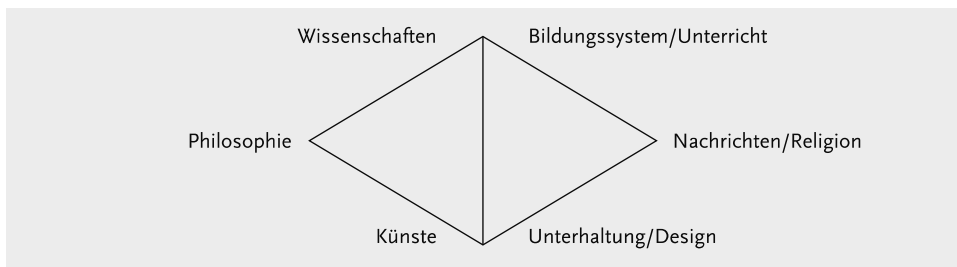 Wissenschaften Bildungssystem/Unterricht
Philosophie Nachrichten/Religion
Künste Unterhaltung/Design